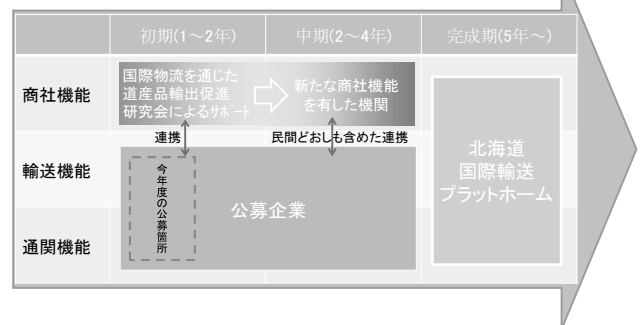 初期(1～2年)
中期(2～4年)
完成期(5年～)
商社機能
国際物流を通じた
道産品輸出促進
研究会によるサポート
新たな商社機能
を有した機関
連携
民間どおしも含めた連携
輸送機能
今年度の公募箇所
公募企業
北海道
国際輸送
プラットホーム
通関機能